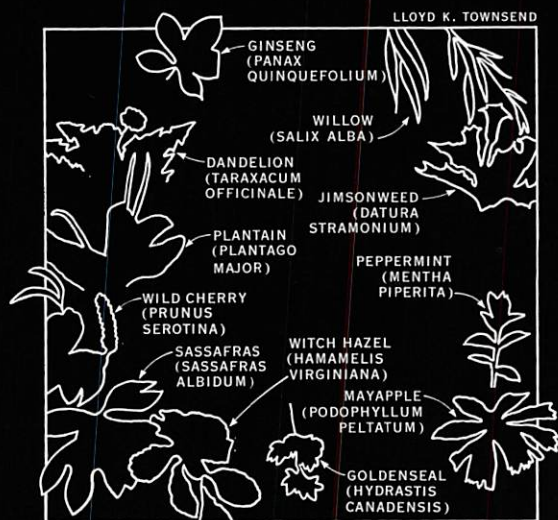 LLOYD K. TOWNSEND
GINSENG
(PANAX
QUINQUEFOLIUM)
WILLOW
(SALIX ALBA)
DANDELION
(TARAXACUM
OFFICINALE)
JIMSONWEED
(DATURA
STRAMONIUM)
PLANTAIN
(PLANTAGO
MAJOR)
PEPPERMINT
(MENTHA
PIPERITA)
WILD CHERRY
(PRUNUS
SEROTINA)
SASSAFRAS
(SASSAFRAS
ALBIDUM)
WITCH HAZEL
(HAMAMELIS
VIRGINIANA)
MAYAPPLE
(PODOPHYLLUM
PELTATUM)
GOLDENSEAL
(HYDRASTIS
CANADENSIS)